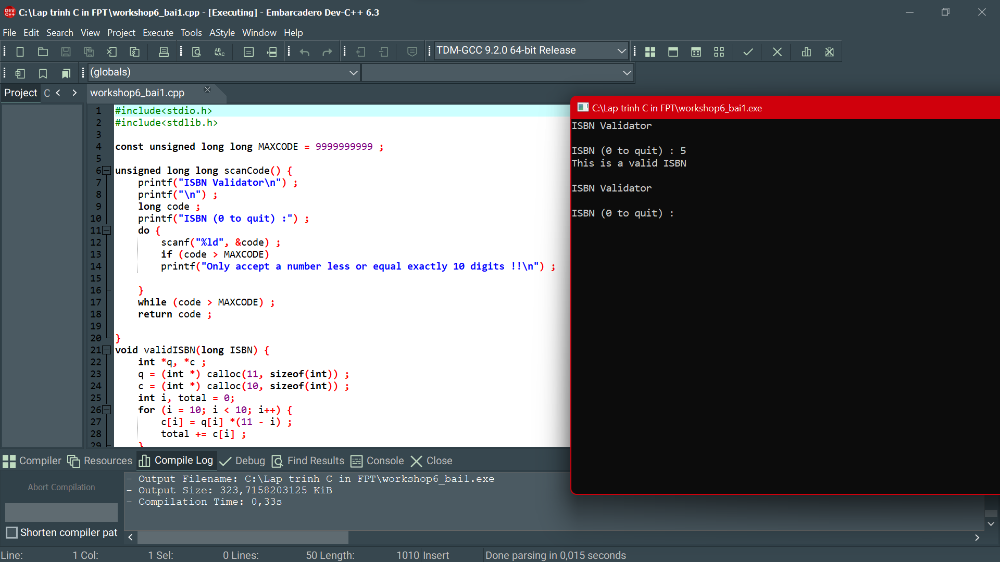 C:\Lap trinh C in FPT\workshop6_bai1.cpp - [Executing] - Embarcadero Dev-C++ 6.3
File Edit Search View Project Execute Tools AStyle Window Help
TDM-GCC 9.2.0 64-bit Release
(globals)
Project
workshop6_bai1.cpp
1 #include<stdio.h>
2 #include<stdlib.h>
3
4 const unsigned long long MAXCODE = 9999999999 ;
5
6 unsigned long long scanCode() {
7 printf("ISBN Validator\n") ;
8 printf("\n") ;
9 long code ;
10 printf("ISBN (0 to quit) :") ;
11 do {
12 scanf("%ld", &code) ;
13 if (code > MAXCODE)
14 printf("Only accept a number less or equal exactly 10 digits !!\n") ;
15
16 }
17 while (code > MAXCODE) ;
18 return code ;
19
20 }
21 void validISBN(long ISBN) {
22 int *q, *c ;
23 q = (int *) calloc(11, sizeof(int)) ;
24 c = (int *) calloc(10, sizeof(int)) ;
25 int i, total = 0;
26 for (i = 10; i < 10; i++) {
27 c[i] = q[i] *(11 - i) ;
28 total += c[i] ;
29 }
C:\Lap trinh C in FPT\workshop6_bai1.exe
ISBN Validator
ISBN (0 to quit) : 5
This is a valid ISBN
ISBN Validator
ISBN (0 to quit) :
Compiler Resources Compile Log Debug Find Results Console Close
Abort Compilation
Shorten compiler pat
- Output Filename: C:\Lap trinh C in FPT\workshop6_bai1.exe
- Output Size: 323,7158203125 KiB
- Compilation Time: 0,33s
Line: 1 Col: 1 Sel: 0 Lines: 50 Length: 1010 Insert Done parsing in 0,015 seconds